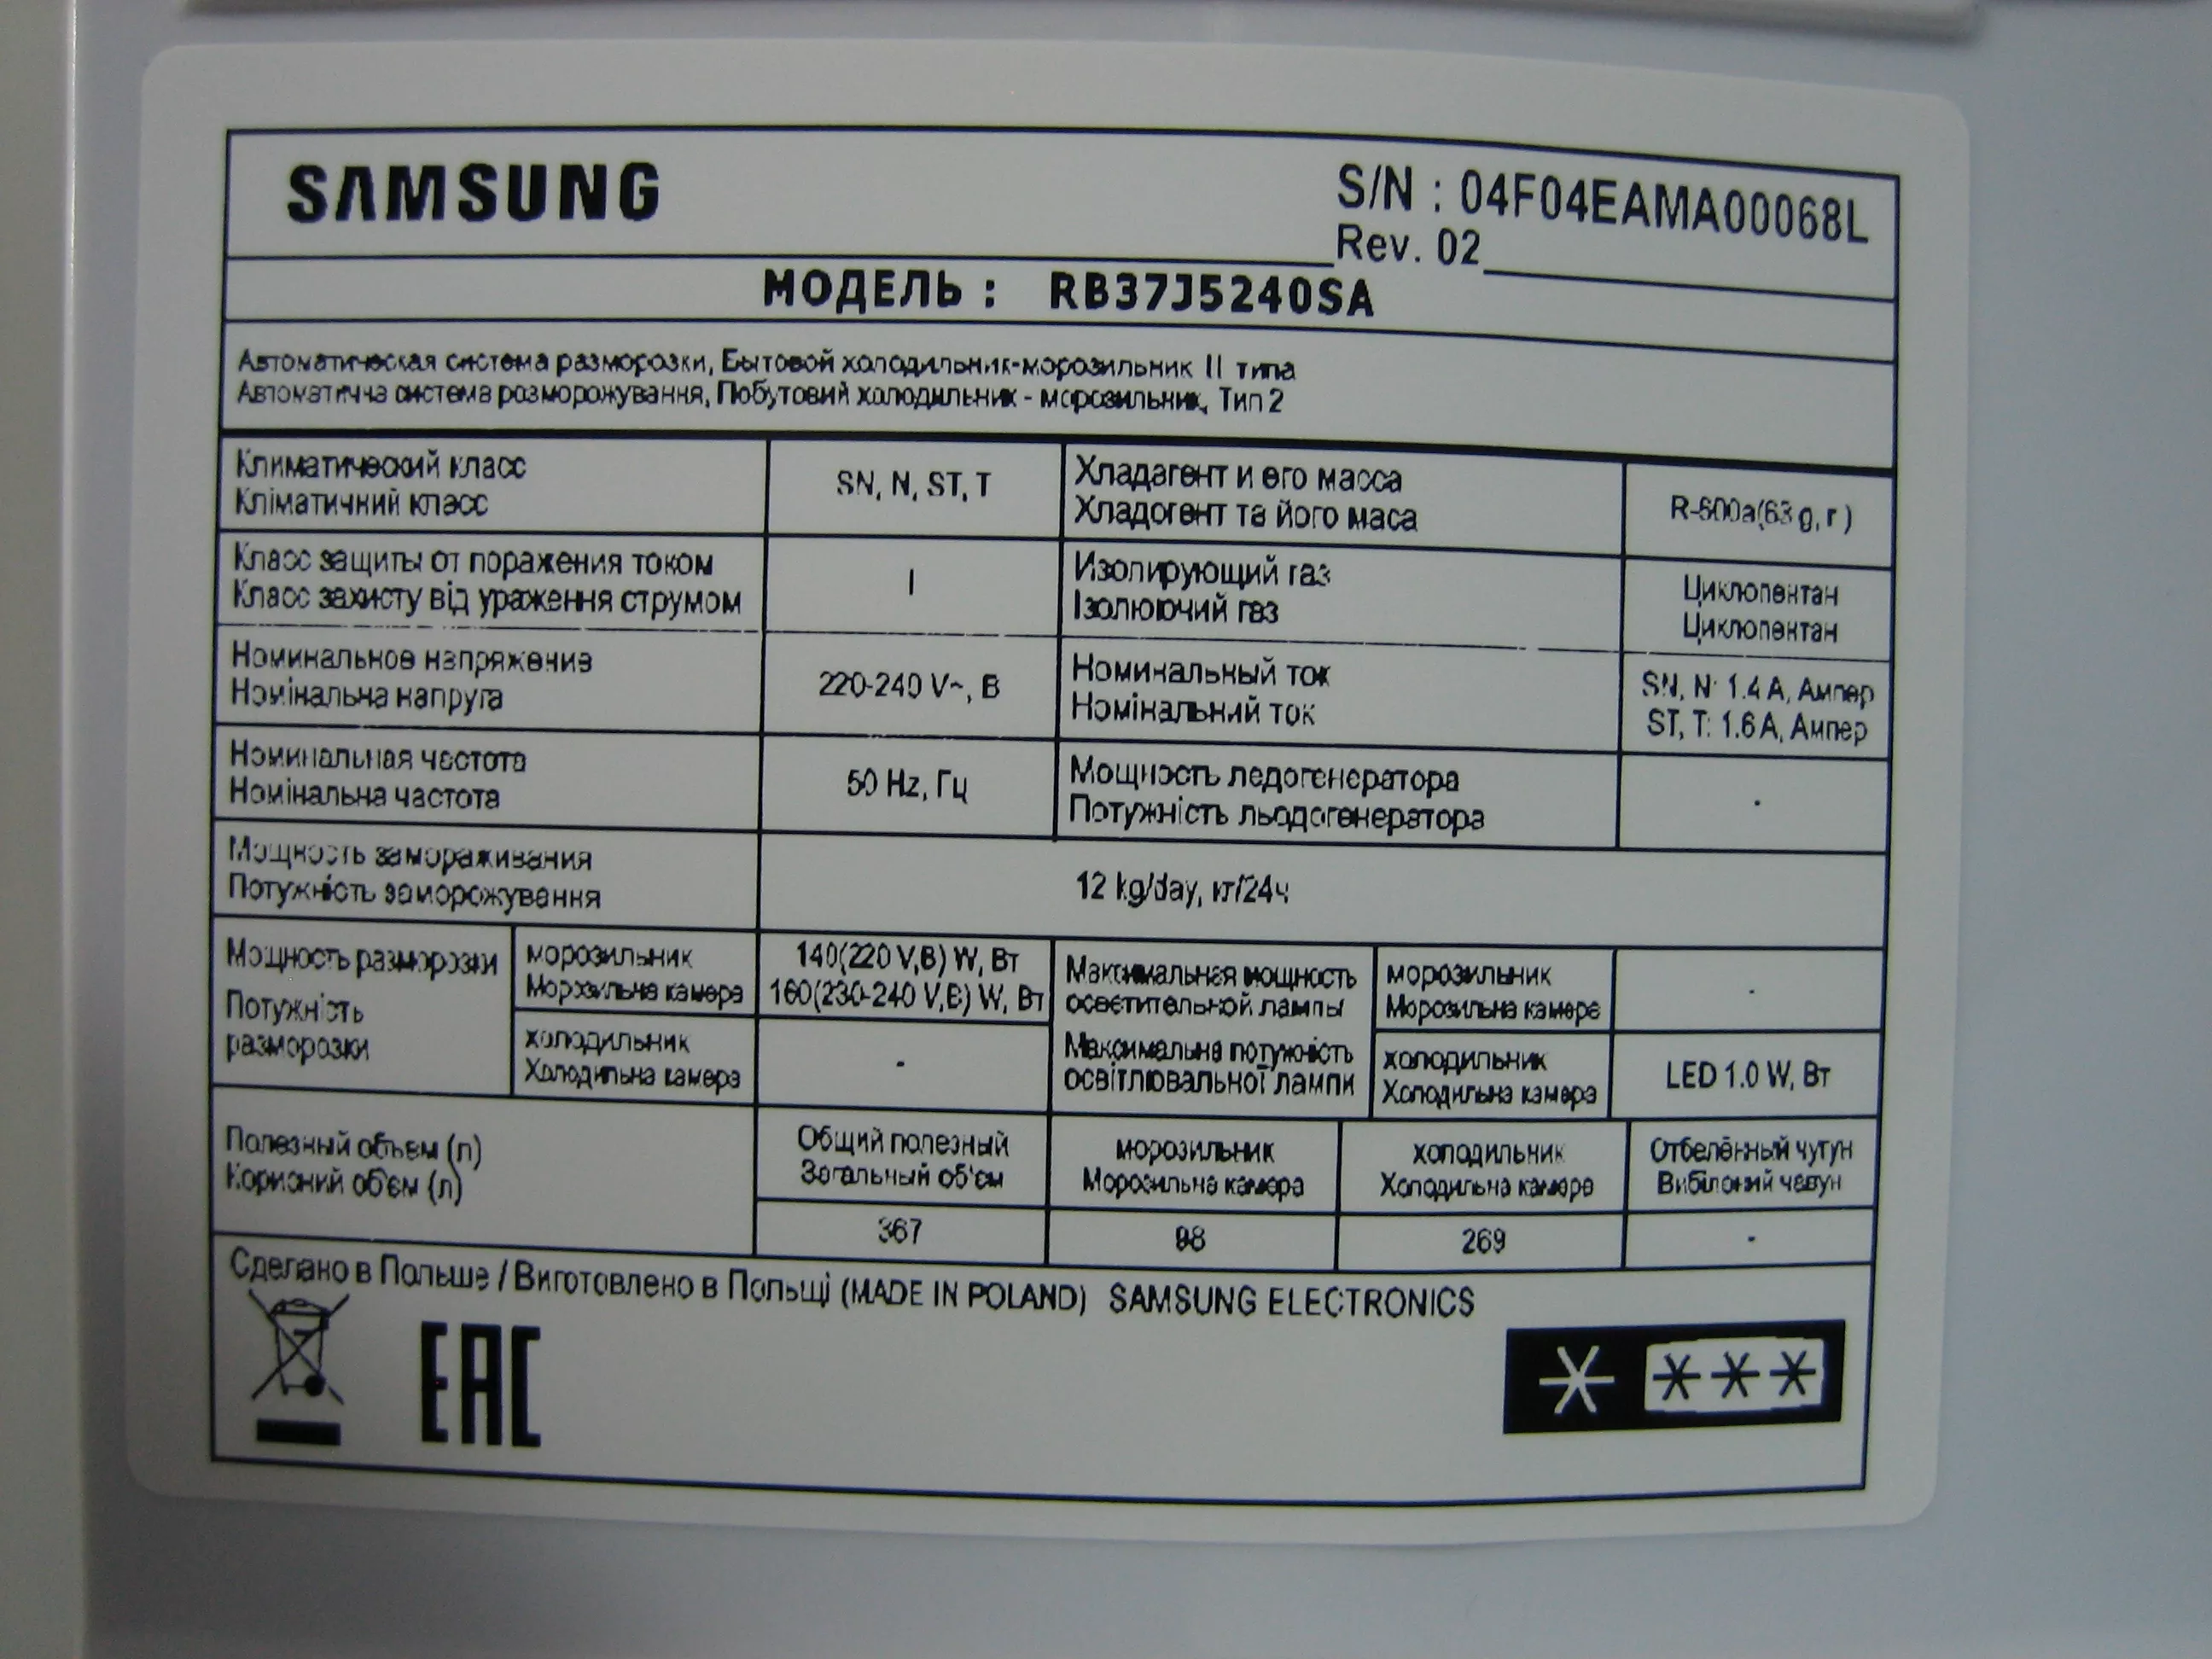 SAMSUNG
S/N : 04F04EAMA00068L
Rev. 02
МОДЕЛЬ : RB37J5240SA
Автоматическая система разморозки, Бытовой холодильник-морозильник II типа
Автоматична система розморожування, Побутовий холодильник - морозильник, Тип 2
Климатический класс
Кліматичний класс
SN, N, ST, T
Хладагент и его масса
Хладогент та його маса
R-600a(63 g, г )
Класс защиты от поражения током
Класс захисту від ураження струмом
I
Изолирующий газ
Ізолюючий газ
Циклопентан
Циклопентан
Номинальное напряжение
Номінальна напруга
220-240 V~, В
Номинальный ток
Номінальний ток
SN, N: 1.4 A, Ампер
ST, T: 1.6 A, Ампер
Номинальная частота
Номінальна частота
50 Hz, Гц
Мощность ледогенератора
Потужність льодогенератора
-
Мощность замораживания
Потужність заморожування
12 kg/day, кг/24ч
Мощность разморозки
Потужність
разморозки
морозильник
Морозильна камера
140(220 V,В) W, Вт
160(230-240 V,В) W, Вт
холодильник
Холодильна камера
-
Максимальная мощность
осветительной лампы
Максимальна потужність
освітлювальної лампи
морозильник
Морозильна камера
-
холодильник
Холодильна камера
LED 1.0 W, Вт
Полезный объем (л)
Корисний об'єм (л)
Общий полезный
Загальный об'єм
морозильник
Морозильна камера
холодильник
Холодильна камера
Отбелённый чугун
Вибілений чавун
367
98
269
-
Сделано в Польше / Виготовлено в Польщі (MADE IN POLAND) SAMSUNG ELECTRONICS
EAC